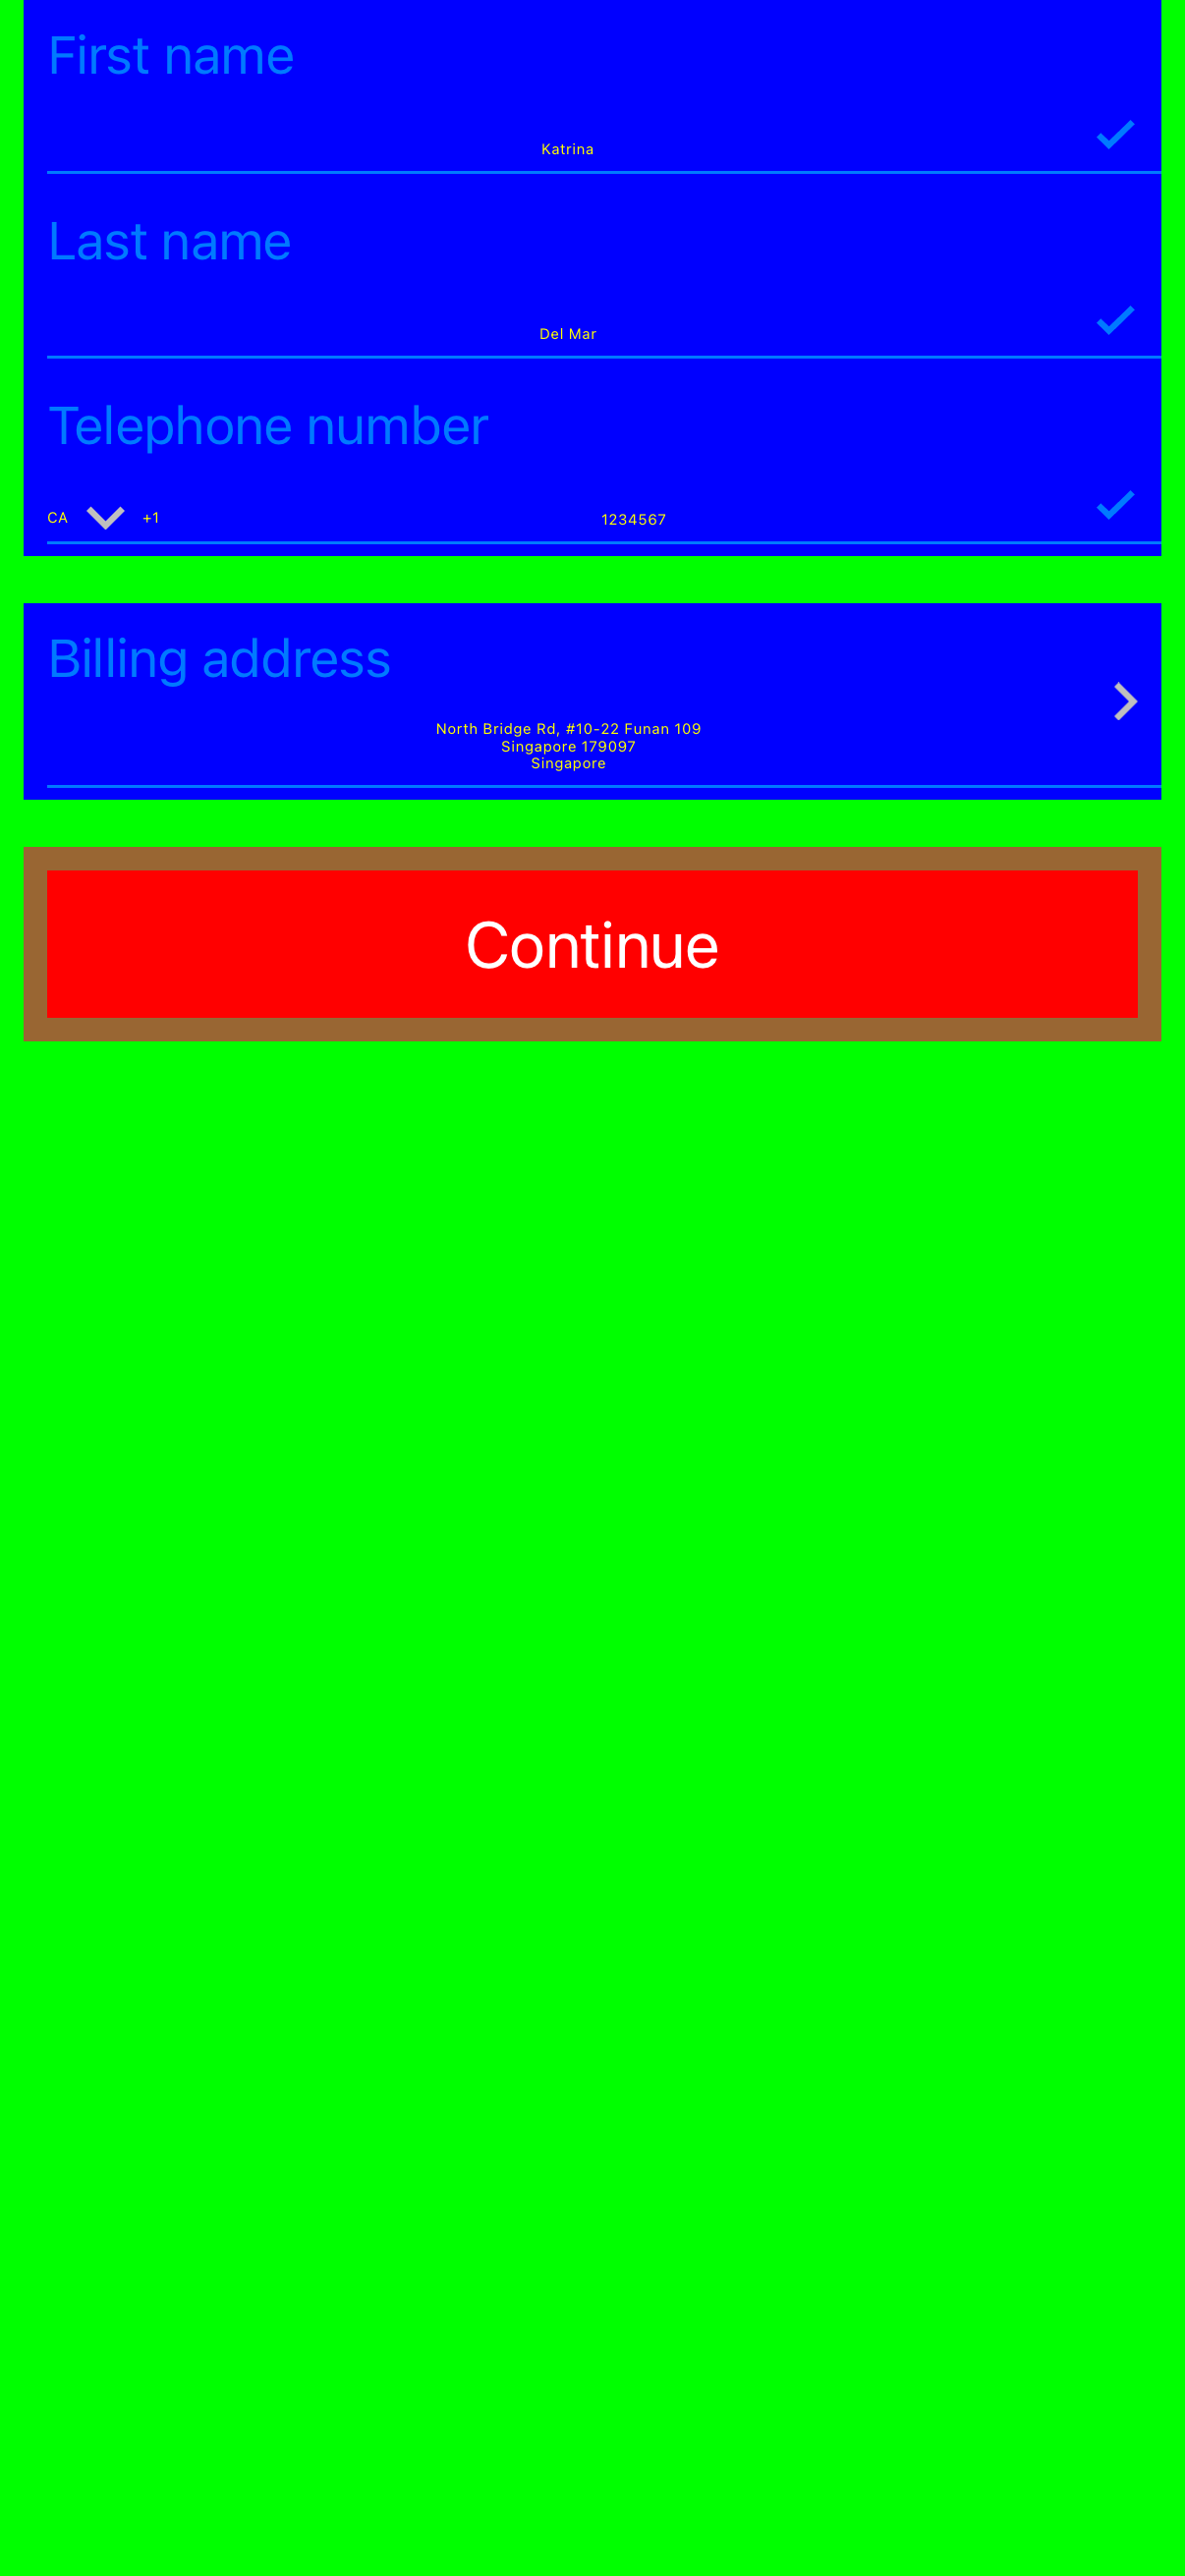 First name
Katrina
Last name
Del Mar
Telephone number
CA +1 1234567
Billing address
North Bridge Rd, #10-22 Funan 109
Singapore 179097
Singapore
Continue